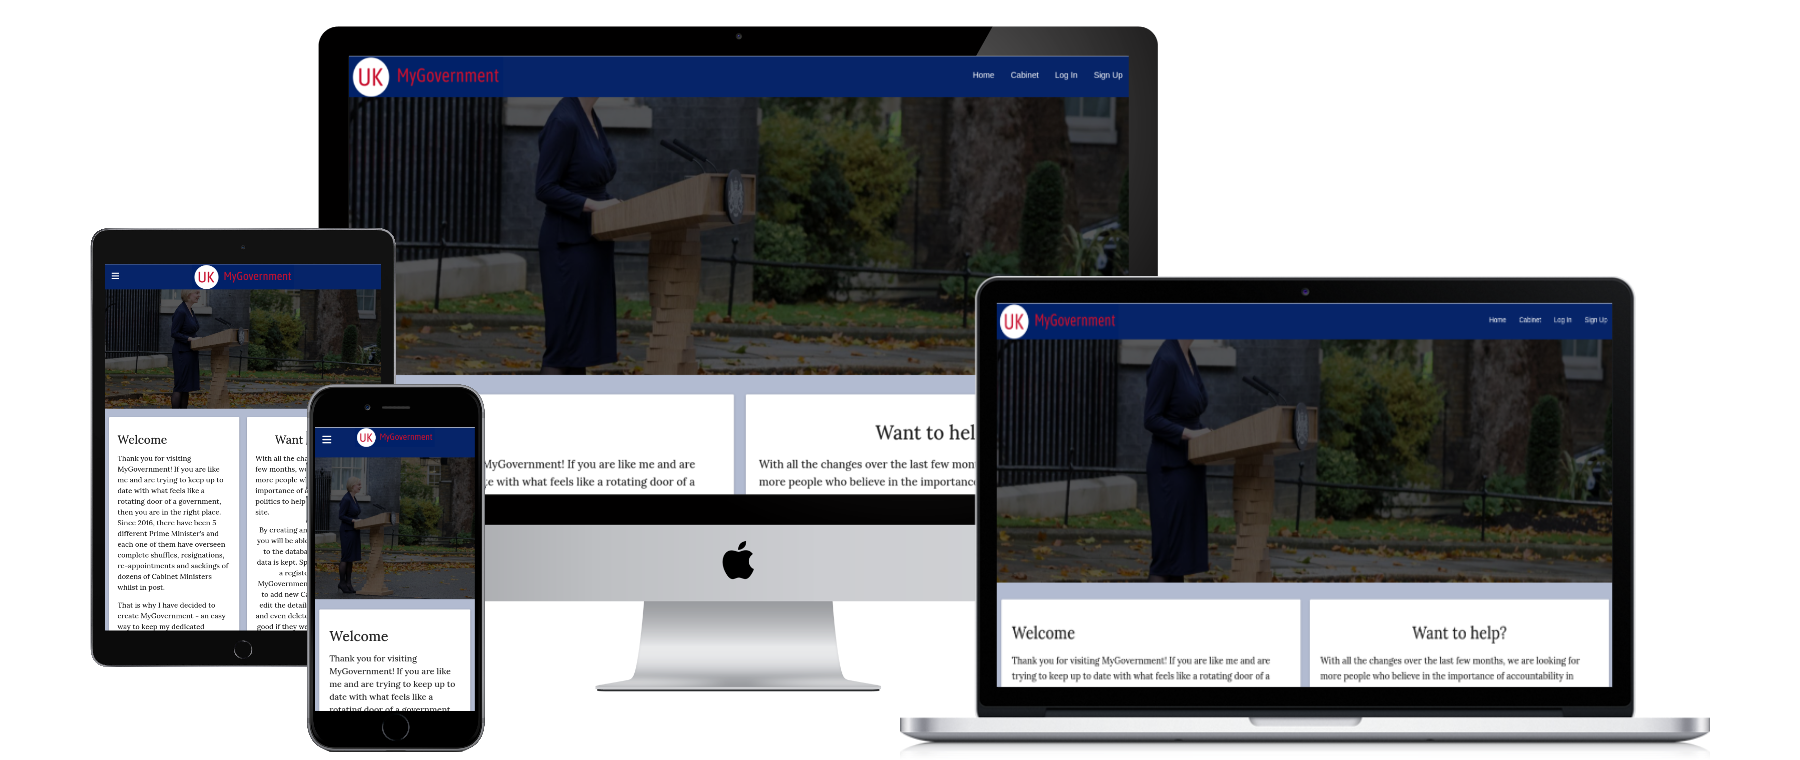 UK MyGovernment
Home Cabinet Log In Sign Up
Want to hel
MyGovernment! If you are like me and are
e with what feels like a rotating door of a
With all the changes over the last few mon
more people who believe in the importance
UK MyGovernment
Welcome
Thank you for visiting
MyGovernment! If you are like
me and are trying to keep up to
date with what feels like a
rotating door of a government,
then you are in the right place.
Since 2016, there have been 5
different Prime Minister's and
each one of them have overseen
complete shuffles, resignations,
re-appointments and sackings of
dozens of Cabinet Ministers
whilst in post.
That is why I have decided to
create MyGovernment - an easy
way to keep my dedicated
Want
With all the cha
few months, we
more people w
importance of a
politics to help
site.
By creating an
you will be able
to the databa
data is kept. Sp
a registe
MyGovernment
to add new Ca
edit the detail
and even delet
good if they we
UK MyGovernment
Welcome
Thank you for visiting
MyGovernment! If you are like
me and are trying to keep up to
date with what feels like a
rotating door of a government
UK MyGovernment
Home Cabinet Log In Sign Up
Welcome
Thank you for visiting MyGovernment! If you are like me and are
trying to keep up to date with what feels like a rotating door of a
Want to help?
With all the changes over the last few months, we are looking for
more people who believe in the importance of accountability in